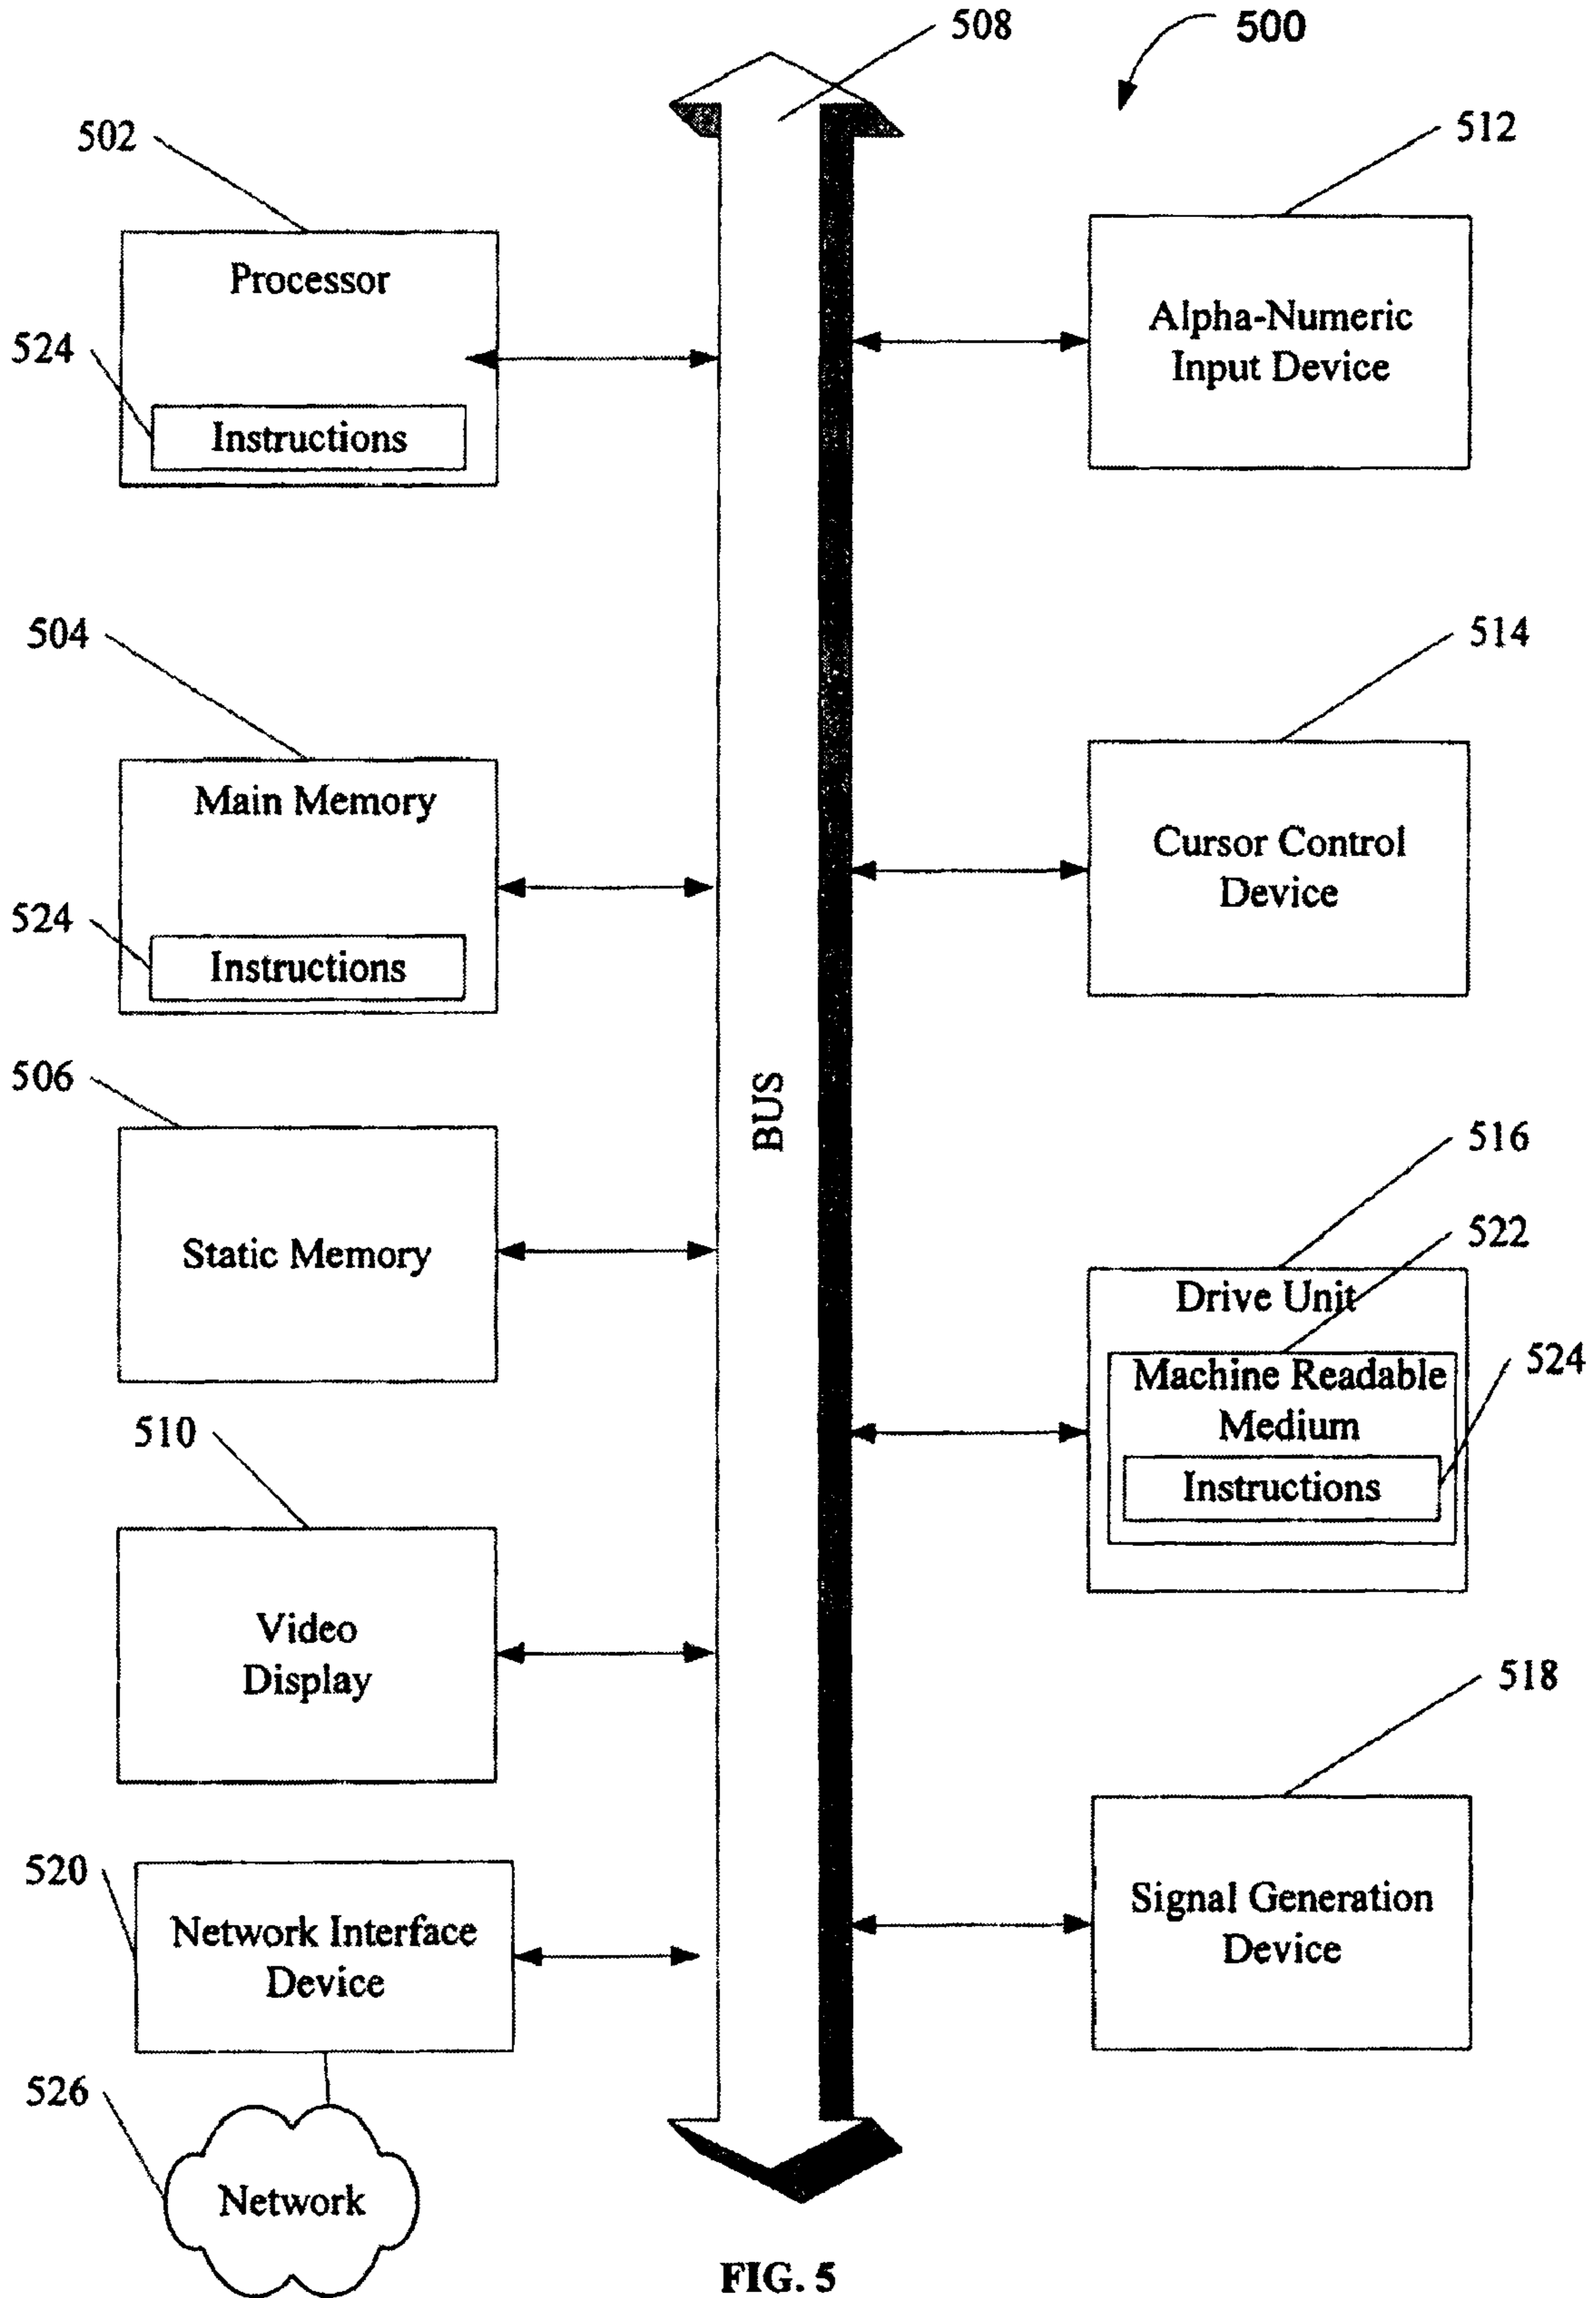 508
500
502
512
Processor
Alpha-Numeric
Input Device
524
Instructions
504
514
Main Memory
Cursor Control
Device
524
Instructions
506
BUS
516
522
Static Memory
Drive Unit
524
Machine Readable
Medium
510
Instructions
Video
Display
518
520
Signal Generation
Device
Network Interface
Device
526
Network
FIG. 5